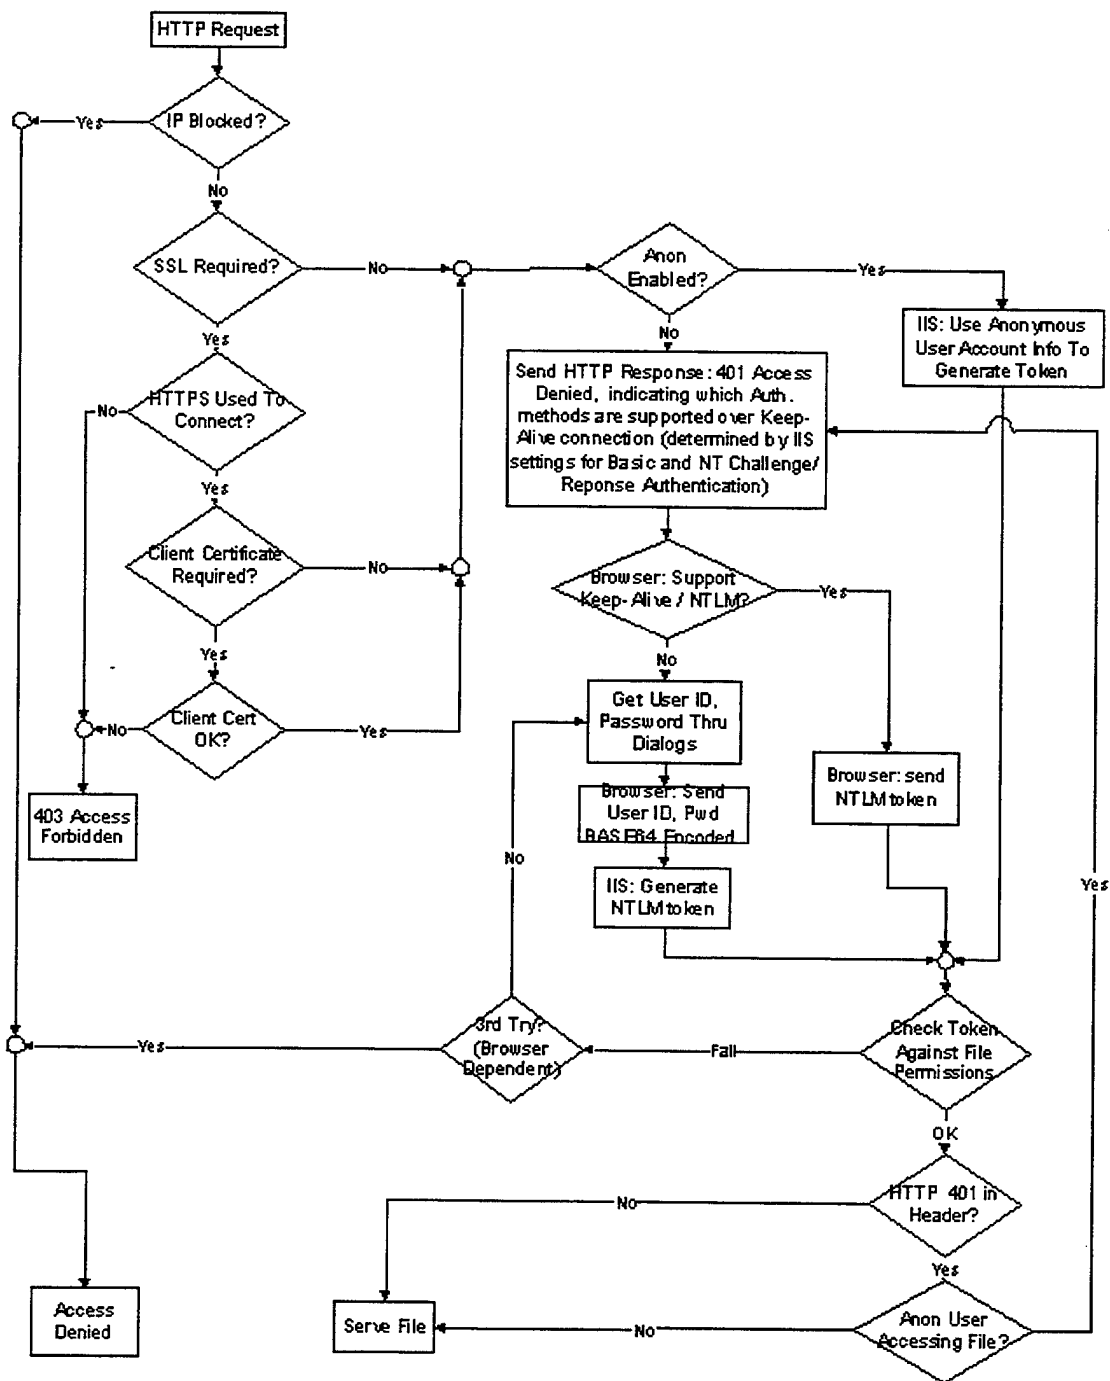 HTTP Request
IP Blocked?
Yes
No
SSL Required?
No
Yes
Anon
Enabled?
Yes
No
IIS: Use Anonymous
User Account Info To
Generate Token
HTTPS Used To
Connect?
No
Yes
Send HTTP Response: 401 Access
Denied, indicating which Auth.
methods are supported over Keep-
Alive connection (determined by IIS
settings for Basic and NT Challenge/
Reponse Authentication)
Client Certificate
Required?
No
Yes
Browser: Support
Keep-Alive / NTLM?
Yes
No
Client Cert
OK?
No
Yes
Get User ID,
Password Thru
Dialogs
Browser: send
NTLM token
403 Access
Forbidden
Browser: Send
User ID, Pwd
BASE64 Encoded
No
IIS: Generate
NTLM token
Yes
3rd Try?
(Browser
Dependent)
Yes
Fail
Check Token
Against File
Permissions
OK
HTTP 401 in
Header?
No
Yes
Access
Denied
Serve File
No
Anon User
Accessing File?